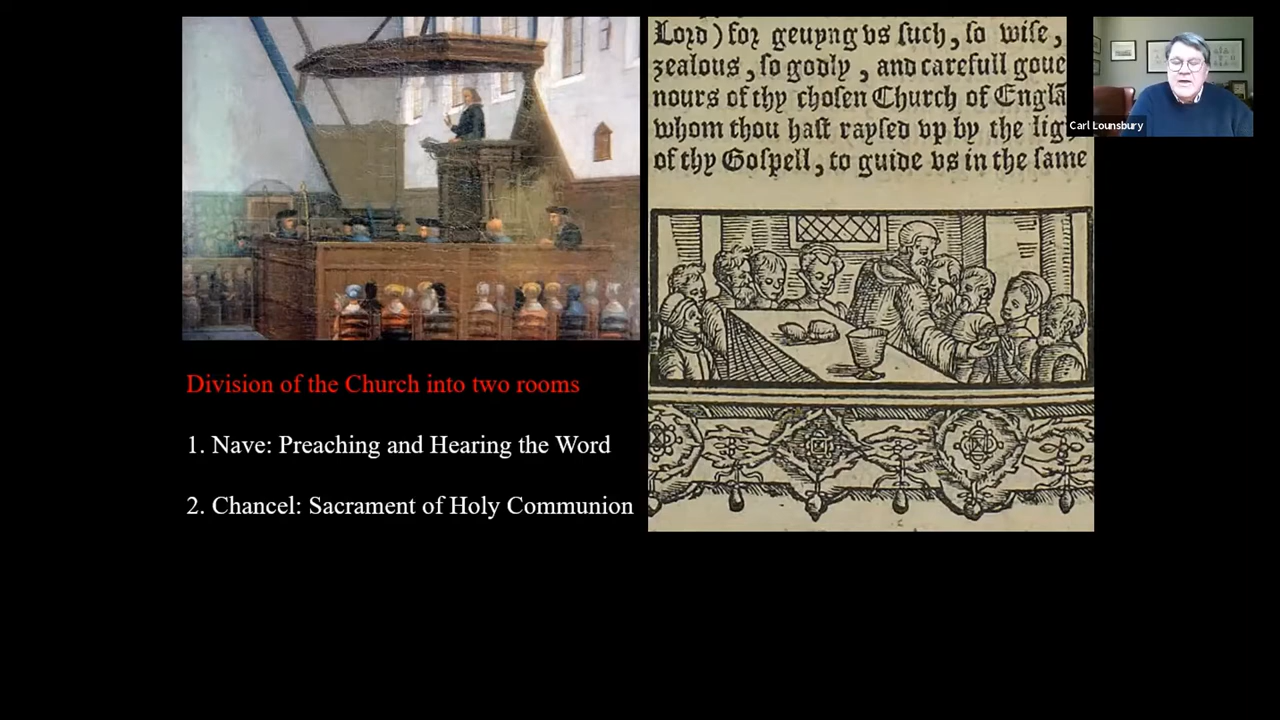 Lord) for geuyng vs such, so wise,
zealous, so godly, and carefull goue
nours of thy chosen Church of Englã
whom thou hast raysed vp by the lig
of thy Gospell, to guide vs in the same
Carl Lounsbury
Division of the Church into two rooms
1. Nave: Preaching and Hearing the Word
2. Chancel: Sacrament of Holy Communion